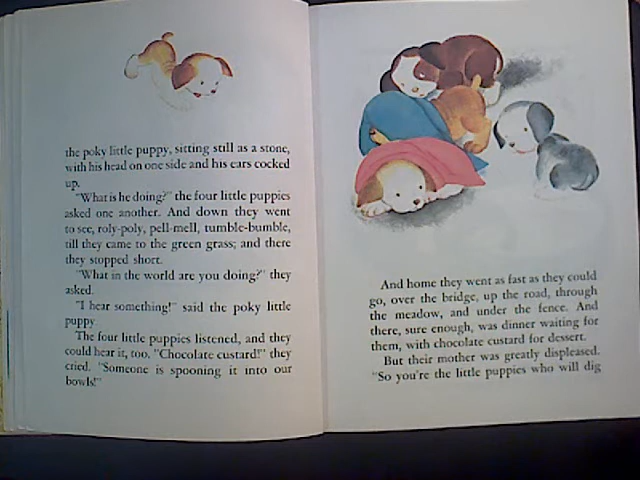 the poky little puppy, sitting still as a stone,
with his head on one side and his ears cocked
up.
"What is he doing?" the four little puppies
asked one another. And down they went
to see, roly-poly, pell-mell, tumble-bumble,
till they came to the green grass; and there
they stopped short.
"What in the world are you doing?" they
asked.
"I hear something!" said the poky little
puppy
The four little puppies listened, and they
could hear it, too. "Chocolate custard!" they
cried. "Someone is spooning it into our
bowls!"
And home they went as fast as they could
go, over the bridge, up the road, through
the meadow, and under the fence. And
there, sure enough, was dinner waiting for
them, with chocolate custard for dessert.
But their mother was greatly displeased.
"So you're the little puppies who will dig